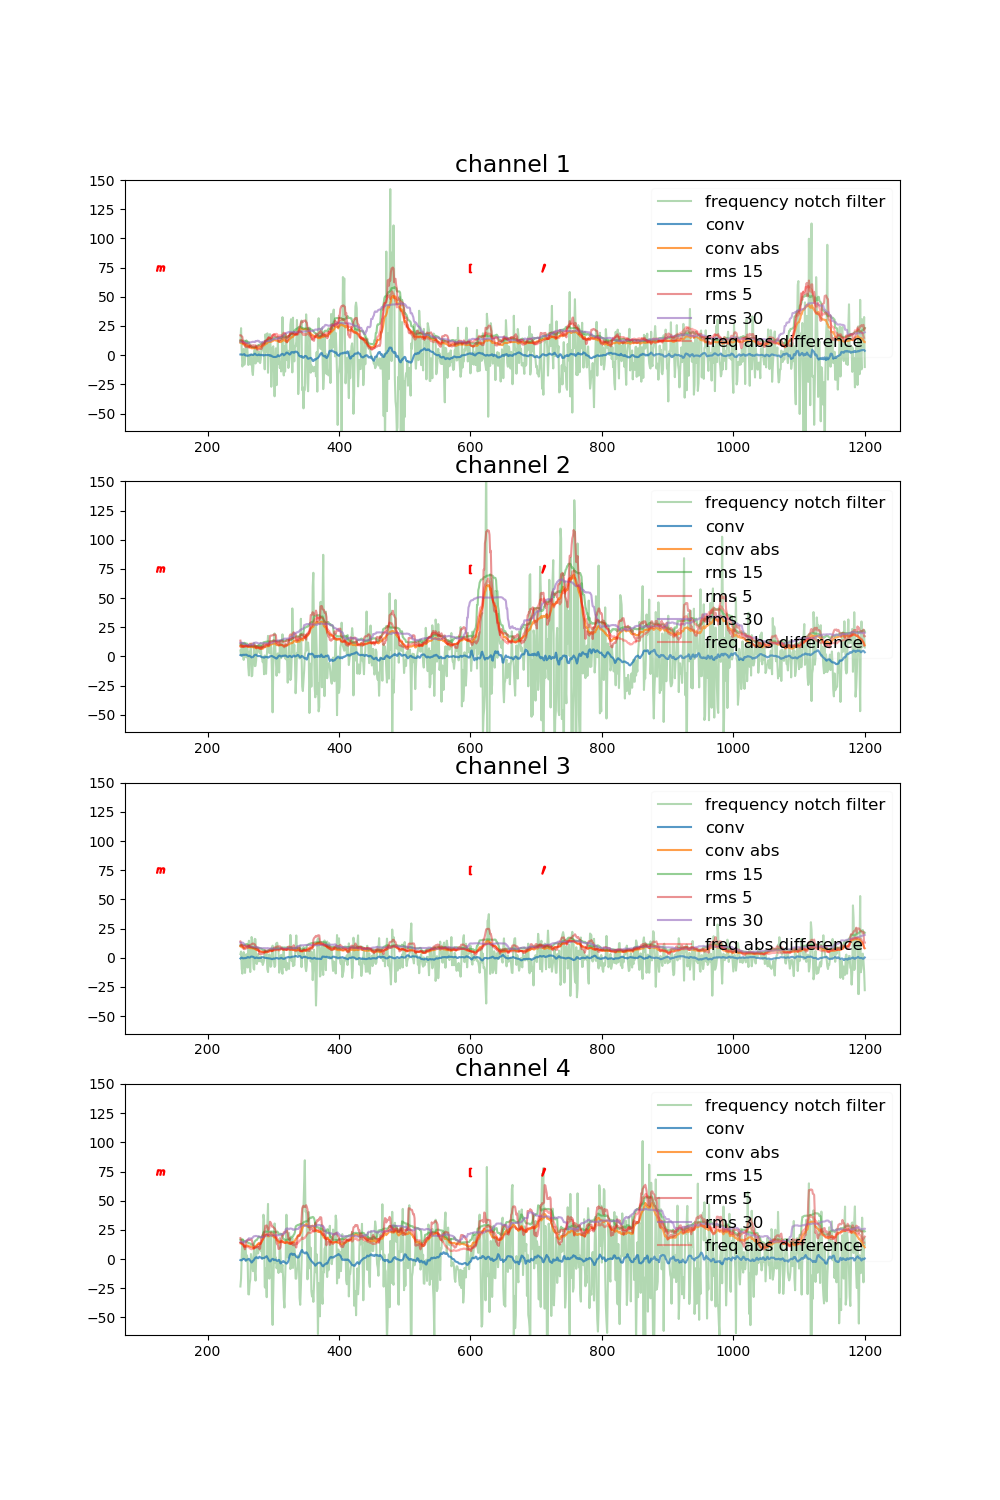 channel 1
150
125
100
75
50
25
0
−25
−50
m [ /
frequency notch filter
conv
conv abs
rms 15
rms 5
rms 30
freq abs difference
200 400 600 800 1000 1200
channel 2
150
125
100
75
50
25
0
−25
−50
m [ /
frequency notch filter
conv
conv abs
rms 15
rms 5
rms 30
freq abs difference
200 400 600 800 1000 1200
channel 3
150
125
100
75
50
25
0
−25
−50
m [ /
frequency notch filter
conv
conv abs
rms 15
rms 5
rms 30
freq abs difference
200 400 600 800 1000 1200
channel 4
150
125
100
75
50
25
0
−25
−50
m [ /
frequency notch filter
conv
conv abs
rms 15
rms 5
rms 30
freq abs difference
200 400 600 800 1000 1200